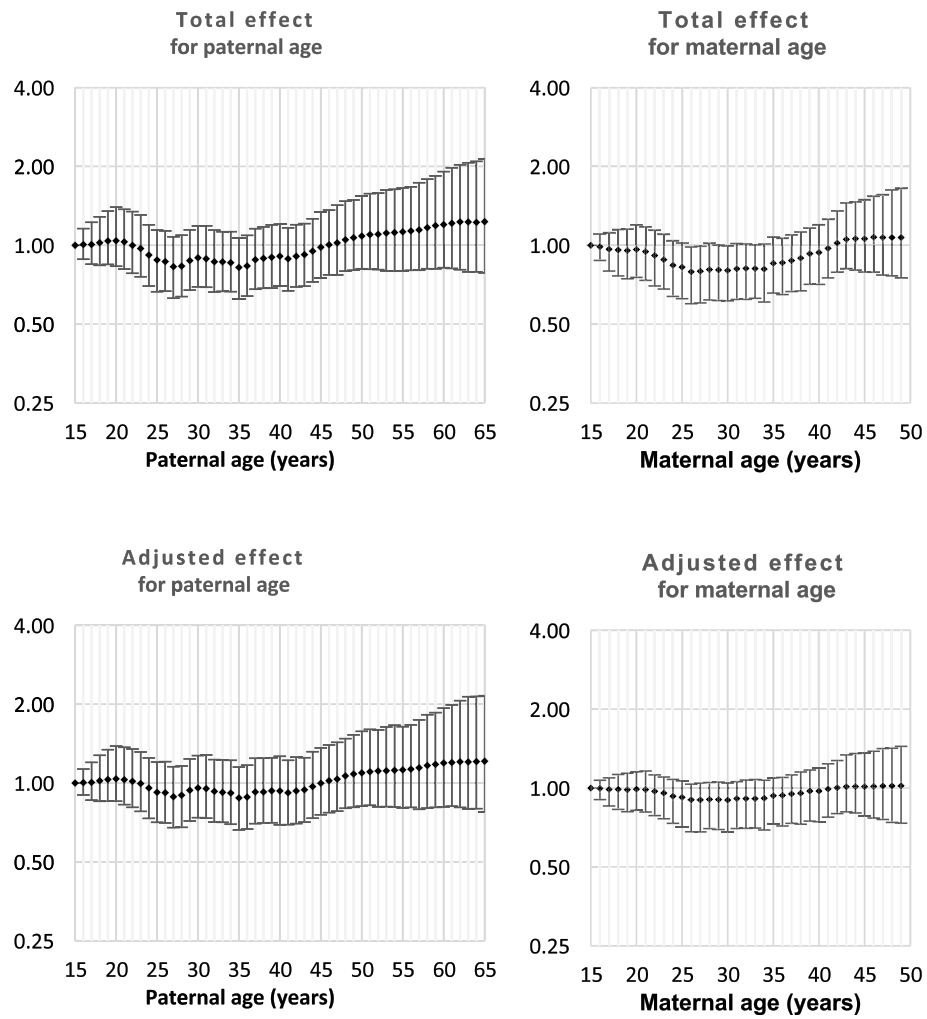 Total effect
for paternal age
4.00
2.00
1.00
0.50
0.25
15 20 25 30 35 40 45 50 55 60 65
Paternal age (years)
Total effect
for maternal age
4.00
2.00
1.00
0.50
0.25
15 20 25 30 35 40 45 50
Maternal age (years)
Adjusted effect
for paternal age
4.00
2.00
1.00
0.50
0.25
15 20 25 30 35 40 45 50 55 60 65
Paternal age (years)
Adjusted effect
for maternal age
4.00
2.00
1.00
0.50
0.25
15 20 25 30 35 40 45 50
Maternal age (years)